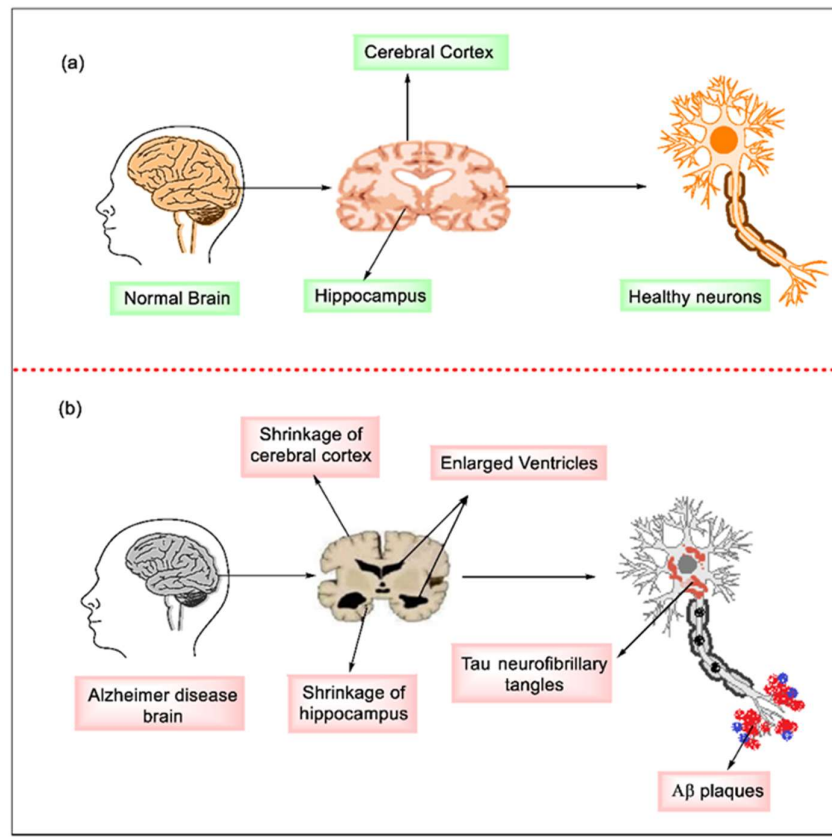 (a)
Cerebral Cortex
Normal Brain
Hippocampus
Healthy neurons
(b)
Shrinkage of
cerebral cortex
Enlarged Ventricles
Alzheimer disease
brain
Shrinkage of
hippocampus
Tau neurofibrillary
tangles
Aβ plaques